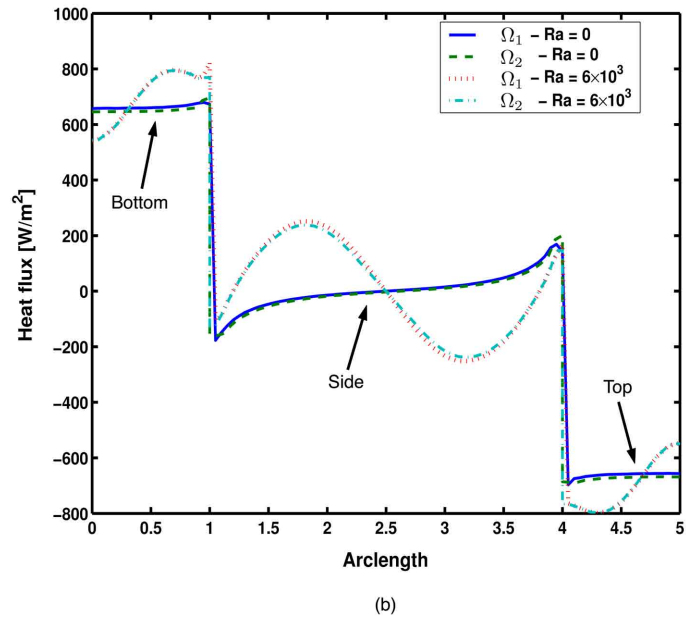 1000
800
600
400
200
0
−200
−400
−600
−800
Heat flux [W/m²]
Ω₁ − Ra = 0
Ω₂ − Ra = 0
Ω₁ − Ra = 6×10³
Ω₂ − Ra = 6×10³
Bottom
Side
Top
0 0.5 1 1.5 2 2.5 3 3.5 4 4.5 5
Arclength
(b)